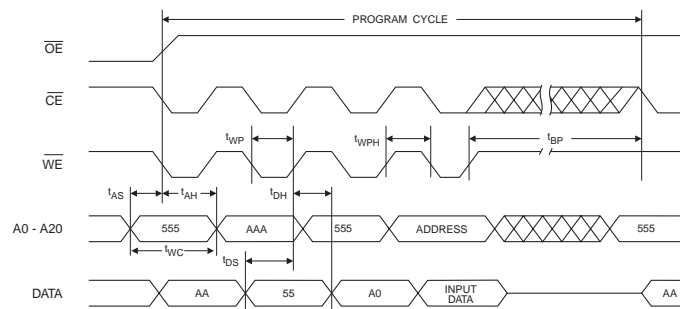 PROGRAM CYCLE
OE
CE
tWP tWPH tBP
WE
tAS tAH tDH
A0 - A20 555 AAA 555 ADDRESS 555
tWC
tDS
DATA AA 55 A0 INPUT DATA AA